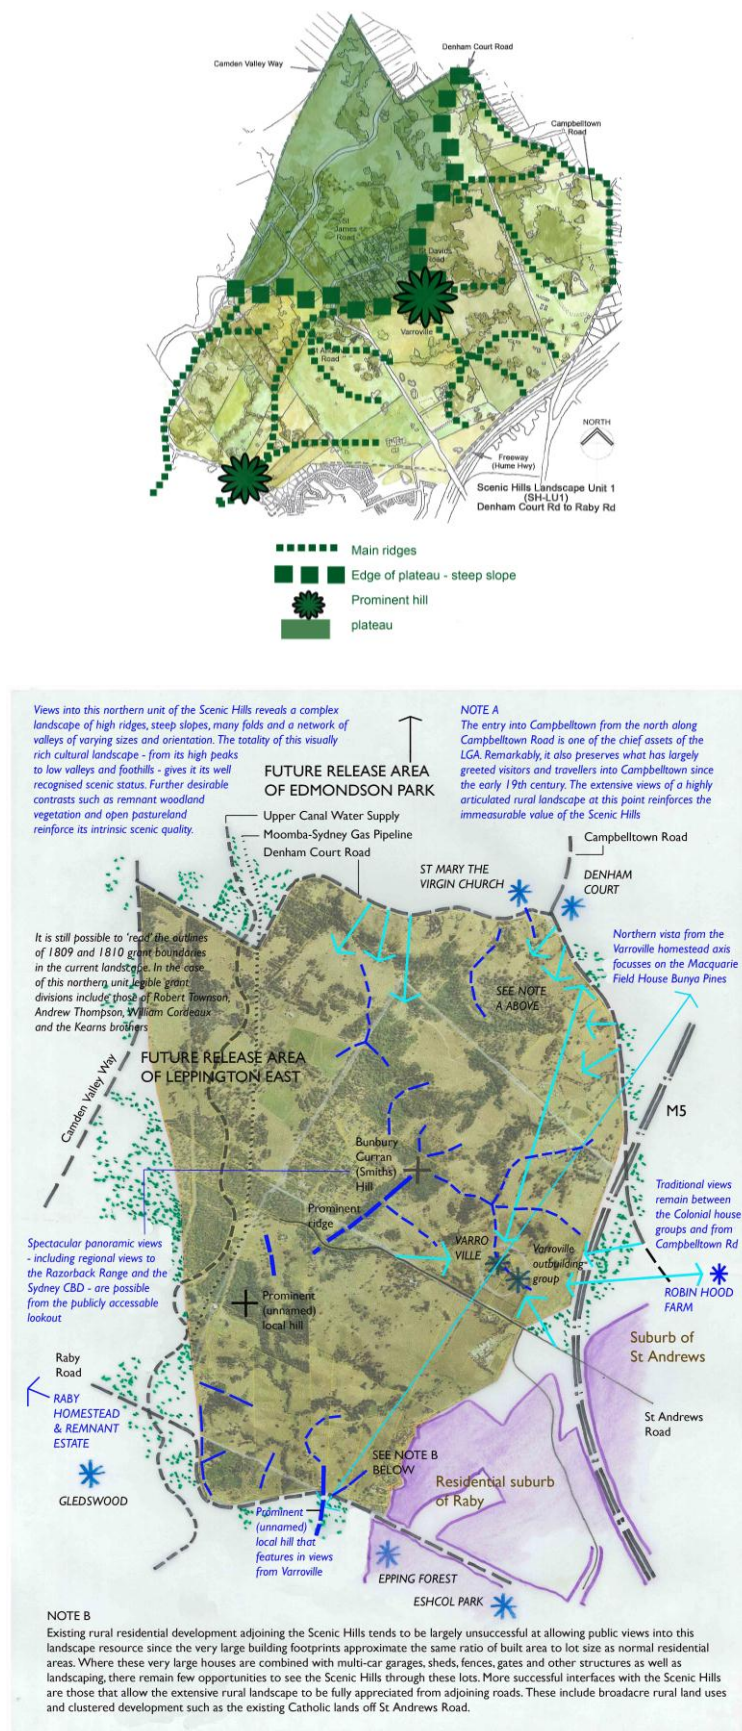 Denham Court Road
Camden Valley Way
Campbelltown
Road
St
James
Road
St Davids
Road
Varroville
Road
NORTH
Freeway
(Hume Hwy)
Scenic Hills Landscape Unit 1
(SH-LU1)
Denham Court Rd to Raby Rd
Main ridges
Edge of plateau - steep slope
Prominent hill
plateau
Views into this northern unit of the Scenic Hills reveals a complex
landscape of high ridges, steep slopes, many folds and a network of
valleys of varying sizes and orientation. The totality of this visually
rich cultural landscape - from its high peaks
to low valleys and foothills - gives it its well
recognised scenic status. Further desirable
contrasts such as remnant woodland
vegetation and open pastureland
reinforce its intrinsic scenic quality.
NOTE A
The entry into Campbelltown from the north along
Campbelltown Road is one of the chief assets of the
LGA. Remarkably, it also preserves what has largely
greeted visitors and travellers into Campbelltown since
the early 19th century. The extensive views of a highly
articulated rural landscape at this point reinforces the
immeasurable value of the Scenic Hills
FUTURE RELEASE AREA
OF EDMONDSON PARK
Upper Canal Water Supply
Moomba-Sydney Gas Pipeline
Denham Court Road
Campbelltown Road
ST MARY THE
VIRGIN CHURCH
DENHAM
COURT
It is still possible to 'read' the outlines
of 1809 and 1810 grant boundaries
in the current landscape. In the case
of this northern unit legible grant
divisions include those of Robert Townson,
Andrew Thompson, William Cordeaux
and the Kearns brothers
Northern vista from the
Varroville homestead axis
focusses on the Macquarie
Field House Bunya Pines
SEE NOTE
A ABOVE
FUTURE RELEASE AREA
OF LEPPINGTON EAST
Camden Valley Way
M5
Bunbury
Curran
(Smiths)
Hill
Prominent
ridge
Traditional views
remain between
the Colonial house
groups and from
Campbelltown Rd
VARRO
VILLE
Varroville
outbuilding
group
Spectacular panoramic views
- including regional views to
the Razorback Range and the
Sydney CBD - are possible
from the publicly accessable
lookout
Prominent
(unnamed)
local hill
ROBIN HOOD
FARM
Suburb of
St Andrews
Raby
Road
RABY
HOMESTEAD
& REMNANT
ESTATE
St Andrews
Road
SEE NOTE B
BELOW
Residential suburb
of Raby
GLEDSWOOD
Prominent
(unnamed)
local hill that
features in views
from Varroville
EPPING FOREST
ESHCOL PARK
NOTE B
Existing rural residential development adjoining the Scenic Hills tends to be largely unsuccessful at allowing public views into this
landscape resource since the very large building footprints approximate the same ratio of built area to lot size as normal residential
areas. Where these very large houses are combined with multi-car garages, sheds, fences, gates and other structures as well as
landscaping, there remain few opportunities to see the Scenic Hills through these lots. More successful interfaces with the Scenic Hills
are those that allow the extensive rural landscape to be fully appreciated from adjoining roads. These include broadacre rural land uses
and clustered development such as the existing Catholic lands off St Andrews Road.